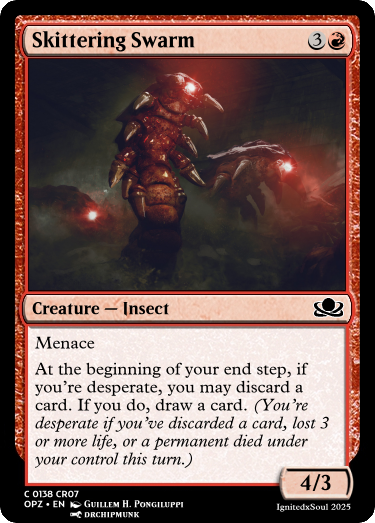 Skittering Swarm 3
Creature — Insect
Menace
At the beginning of your end step, if
you're desperate, you may discard a
card. If you do, draw a card. (You're
desperate if you've discarded a card, lost 3
or more life, or a permanent died under
your control this turn.)
4/3
C 0138 CR07
OPZ • EN Guillem H. Pongiluppi
DRCHIPMUNK
IgnitedxSoul 2025